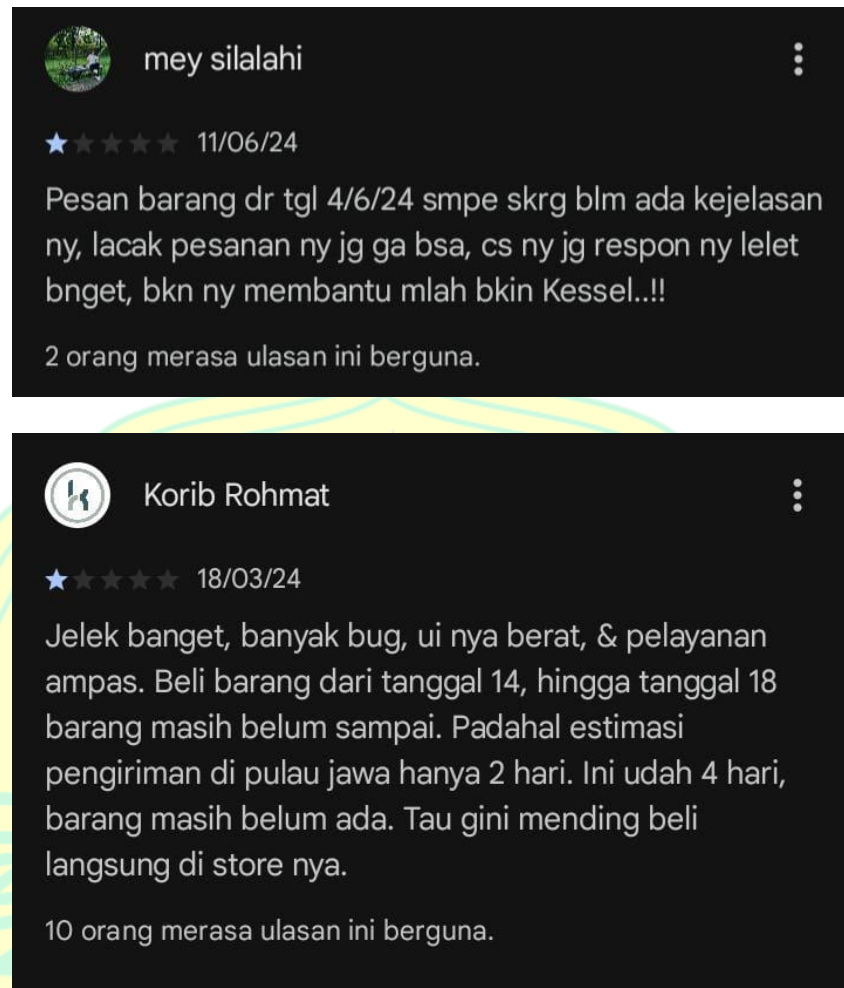 mey silalahi
11/06/24
Pesan barang dr tgl 4/6/24 smpe skrg blm ada kejelasan
ny, lacak pesanan ny jg ga bsa, cs ny jg respon ny lelet
bnget, bkn ny membantu mlah bkin Kessel..!!
2 orang merasa ulasan ini berguna.
Korib Rohmat
18/03/24
Jelek banget, banyak bug, ui nya berat, & pelayanan
ampas. Beli barang dari tanggal 14, hingga tanggal 18
barang masih belum sampai. Padahal estimasi
pengiriman di pulau jawa hanya 2 hari. Ini udah 4 hari,
barang masih belum ada. Tau gini mending beli
langsung di store nya.
10 orang merasa ulasan ini berguna.